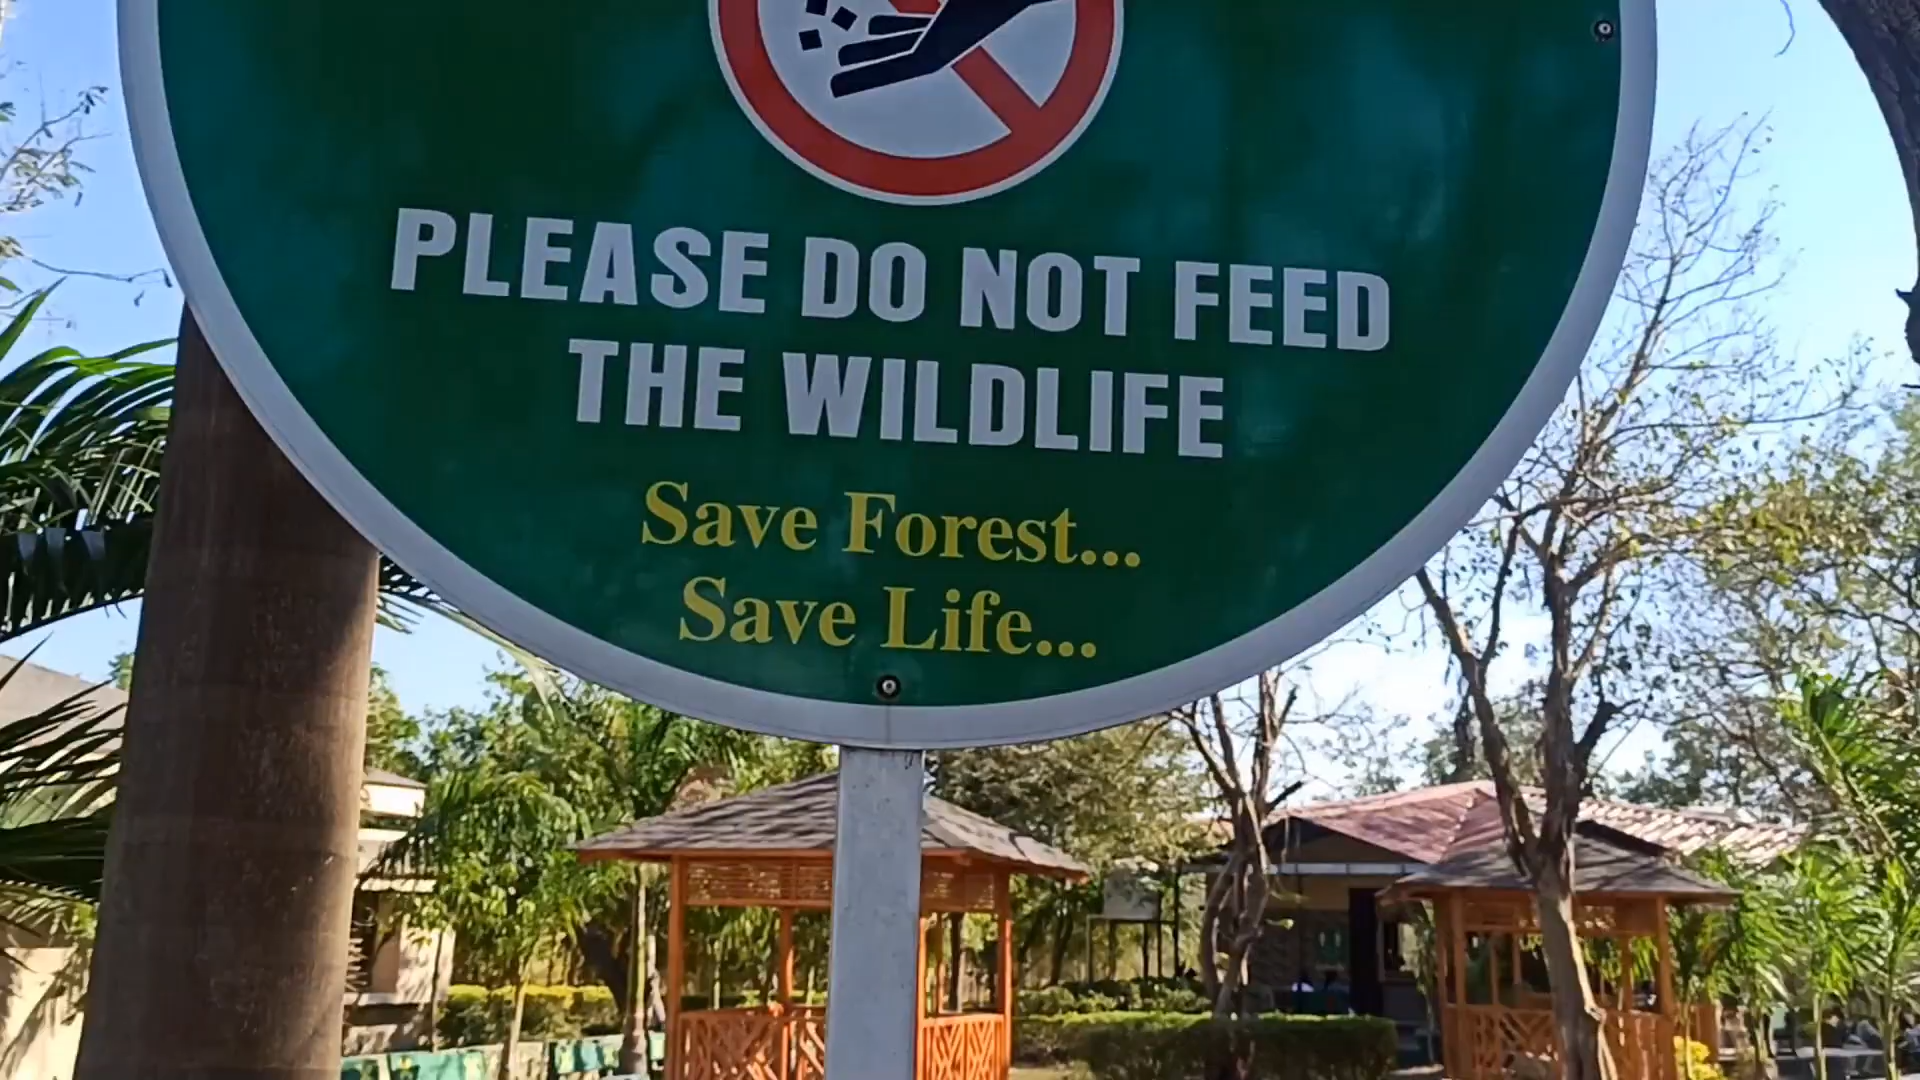 PLEASE DO NOT FEED
THE WILDLIFE
Save Forest...
Save Life...